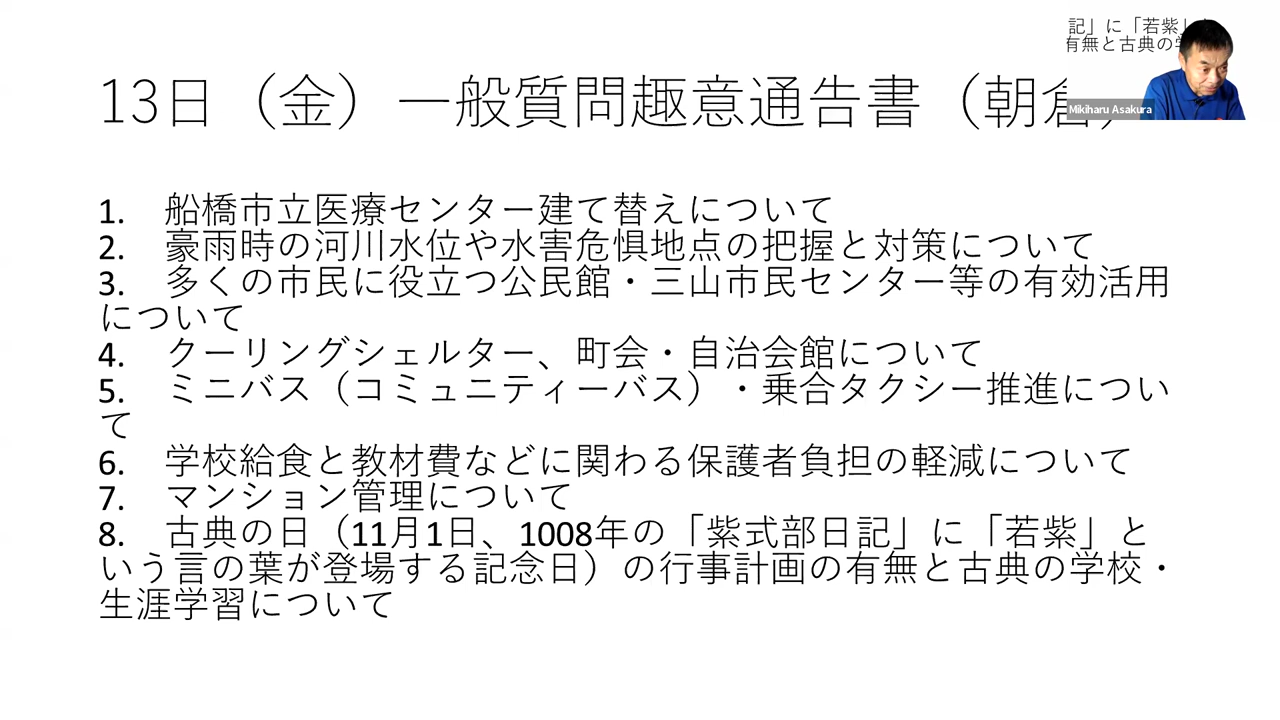 記」に「若紫」
有無と古典の学
13日（金）一般質問趣意通告書（朝倉）
Mikiharu Asakura
1. 船橋市立医療センター建て替えについて
2. 豪雨時の河川水位や水害危惧地点の把握と対策について
3. 多くの市民に役立つ公民館・三山市民センター等の有効活用
について
4. クーリングシェルター、町会・自治会館について
5. ミニバス（コミュニティーバス）・乗合タクシー推進につい
て
6. 学校給食と教材費などに関わる保護者負担の軽減について
7. マンション管理について
8. 古典の日（11月1日、1008年の「紫式部日記」に「若紫」と
いう言の葉が登場する記念日）の行事計画の有無と古典の学校・
生涯学習について